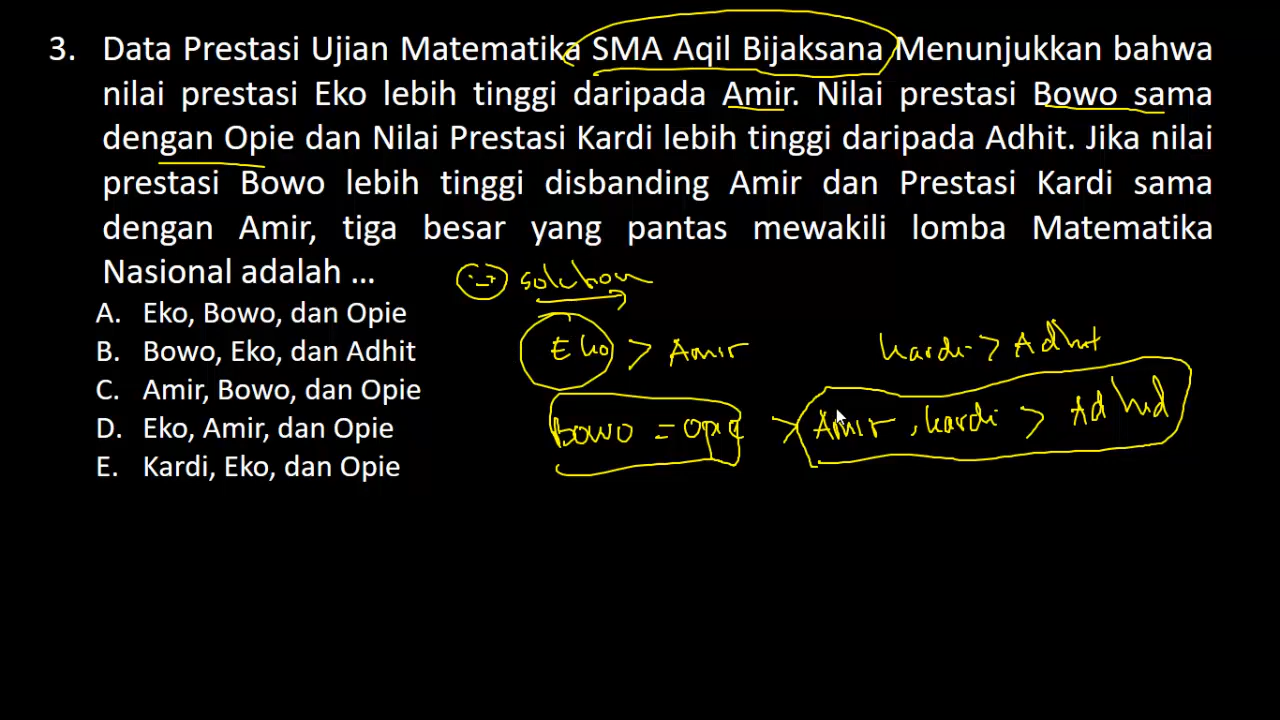 3. Data Prestasi Ujian Matematika SMA Aqil Bijaksana Menunjukkan bahwa
nilai prestasi Eko lebih tinggi daripada Amir. Nilai prestasi Bowo sama
dengan Opie dan Nilai Prestasi Kardi lebih tinggi daripada Adhit. Jika nilai
prestasi Bowo lebih tinggi disbanding Amir dan Prestasi Kardi sama
dengan Amir, tiga besar yang pantas mewakili lomba Matematika
Nasional adalah ...
A. Eko, Bowo, dan Opie
B. Bowo, Eko, dan Adhit
C. Amir, Bowo, dan Opie
D. Eko, Amir, dan Opie
E. Kardi, Eko, dan Opie
solution
Eko > Amir
kardi > Adhit
Bowo = Opie > Amir, kardi > Adhid